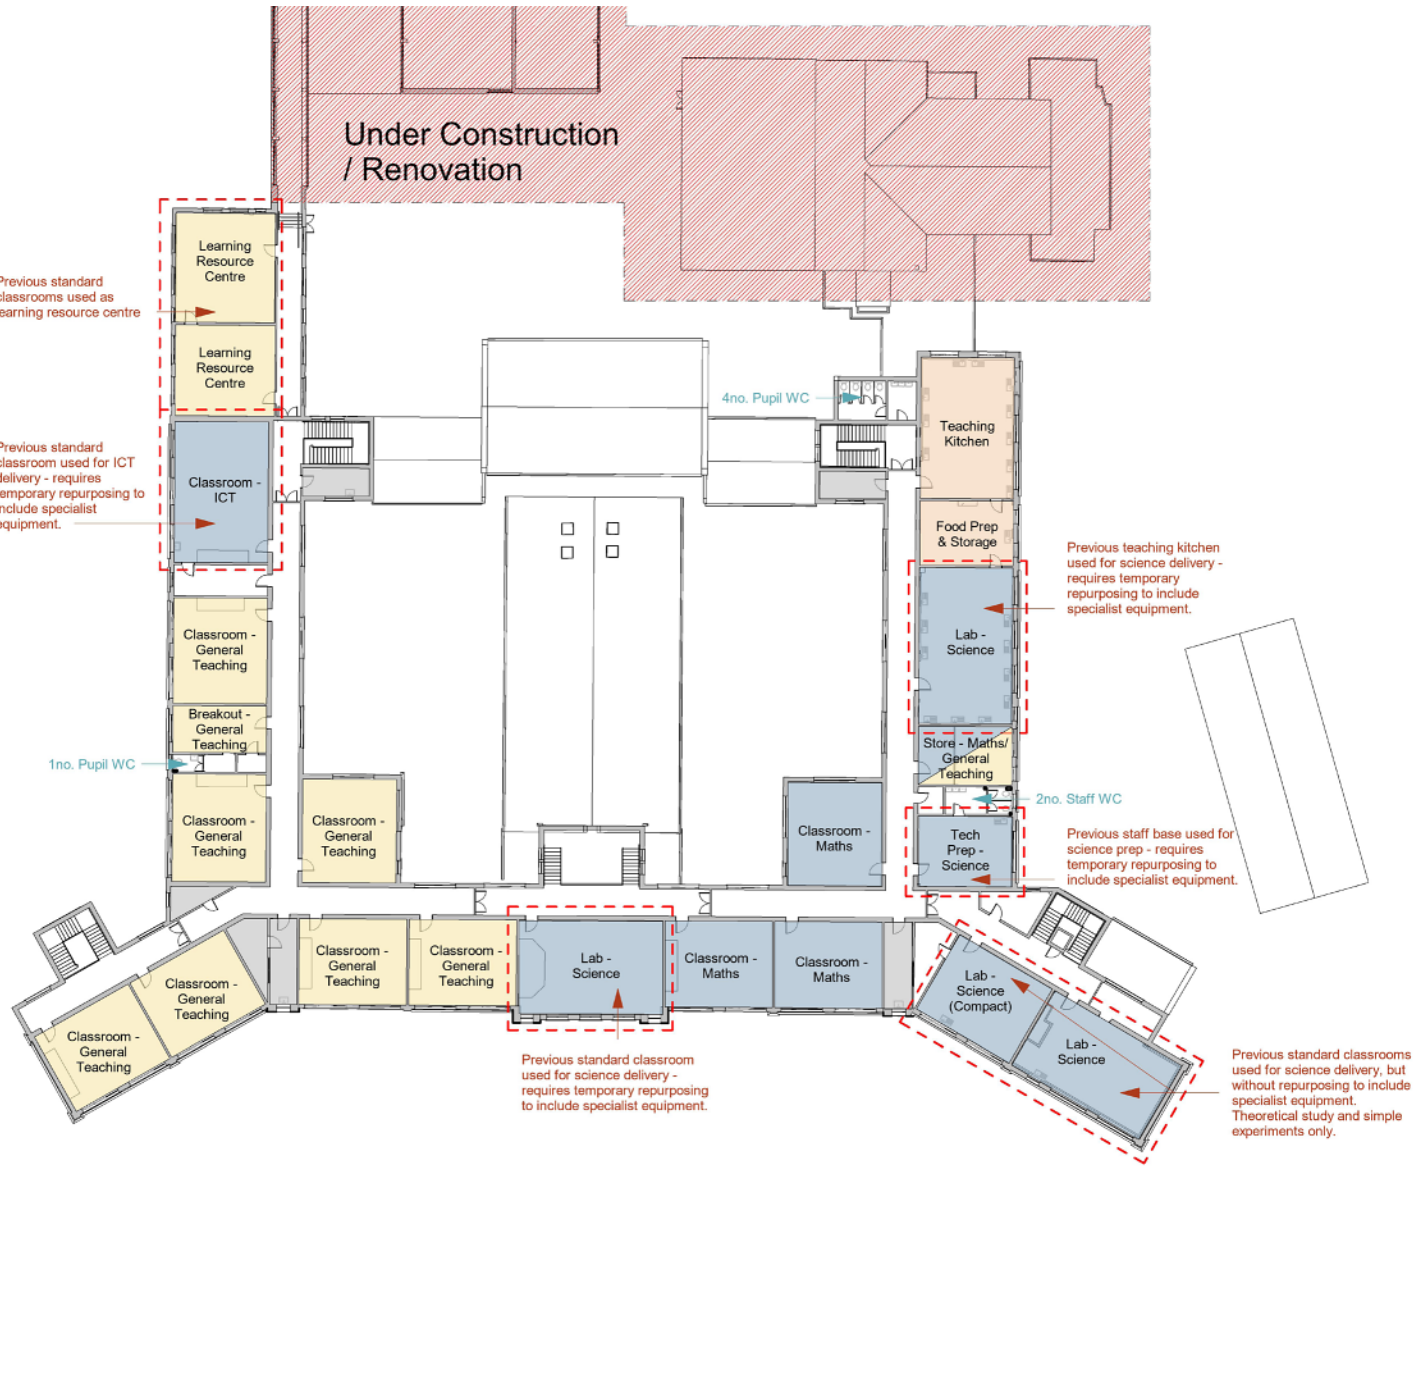 Under Construction
/ Renovation
Learning
Resource
Centre
Previous standard
classrooms used as
learning resource centre
Learning
Resource
Centre
4no. Pupil WC
Teaching
Kitchen
Previous standard
classroom used for ICT
delivery - requires
temporary repurposing to
include specialist
equipment.
Classroom -
ICT
Food Prep
& Storage
Previous teaching kitchen
used for science delivery -
requires temporary
repurposing to include
specialist equipment.
Classroom -
General
Teaching
Lab -
Science
Breakout -
General
Teaching
Store - Maths/
General
Teaching
1no. Pupil WC
2no. Staff WC
Classroom -
General
Teaching
Classroom -
General
Teaching
Classroom -
Maths
Tech
Prep -
Science
Previous staff base used for
science prep - requires
temporary repurposing to
include specialist equipment.
Classroom -
General
Teaching
Classroom -
General
Teaching
Classroom -
General
Teaching
Classroom -
General
Teaching
Lab -
Science
Classroom -
Maths
Classroom -
Maths
Lab -
Science
(Compact)
Lab -
Science
Previous standard classroom
used for science delivery -
requires temporary repurposing
to include specialist equipment.
Previous standard classrooms
used for science delivery, but
without repurposing to include
specialist equipment.
Theoretical study and simple
experiments only.